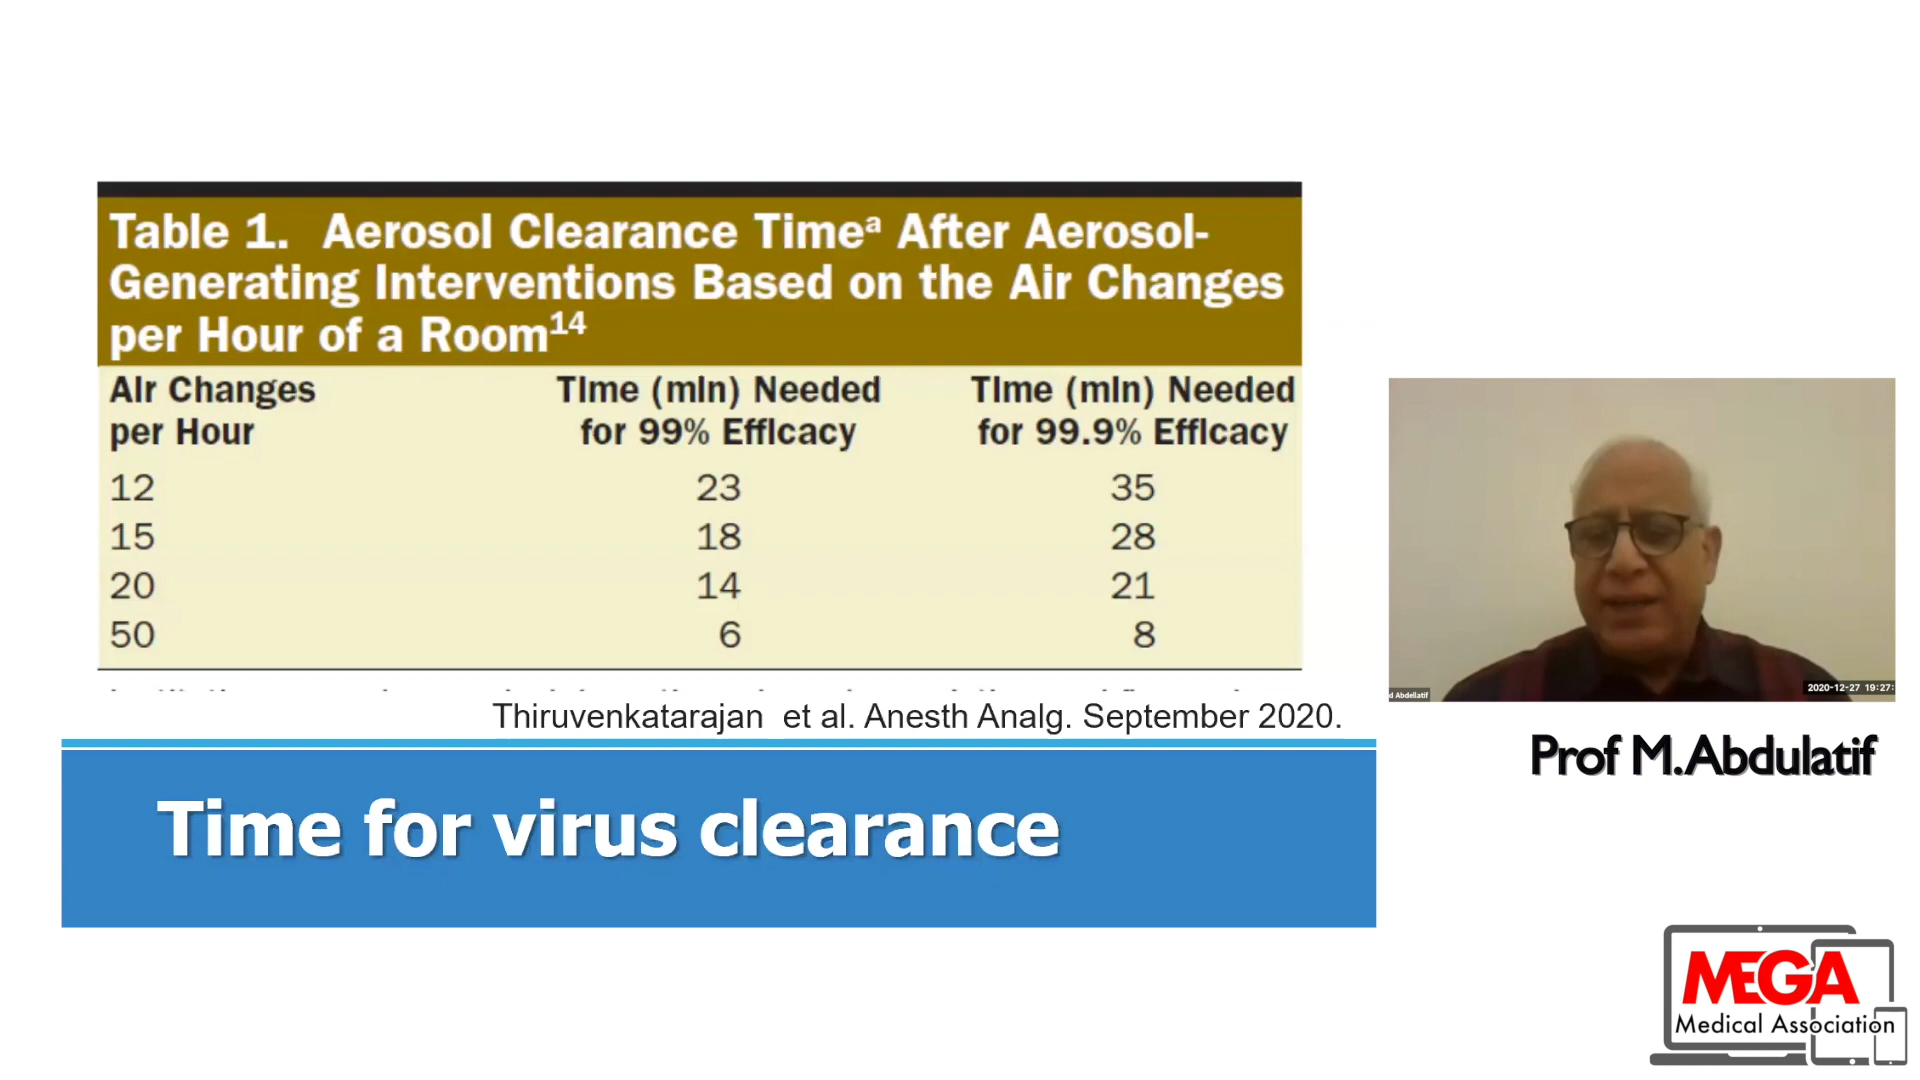 Table 1. Aerosol Clearance Timeᵃ After Aerosol-
Generating Interventions Based on the Air Changes
per Hour of a Room¹⁴
Air Changes per Hour
Time (min) Needed for 99% Efficacy
Time (min) Needed for 99.9% Efficacy
12 23 35
15 18 28
20 14 21
50 6 8
Thiruvenkatarajan et al. Anesth Analg. September 2020.
Time for virus clearance
d Abdellatif
2020-12-27 19:27:
Prof M.Abdulatif
MEGA
Medical Association